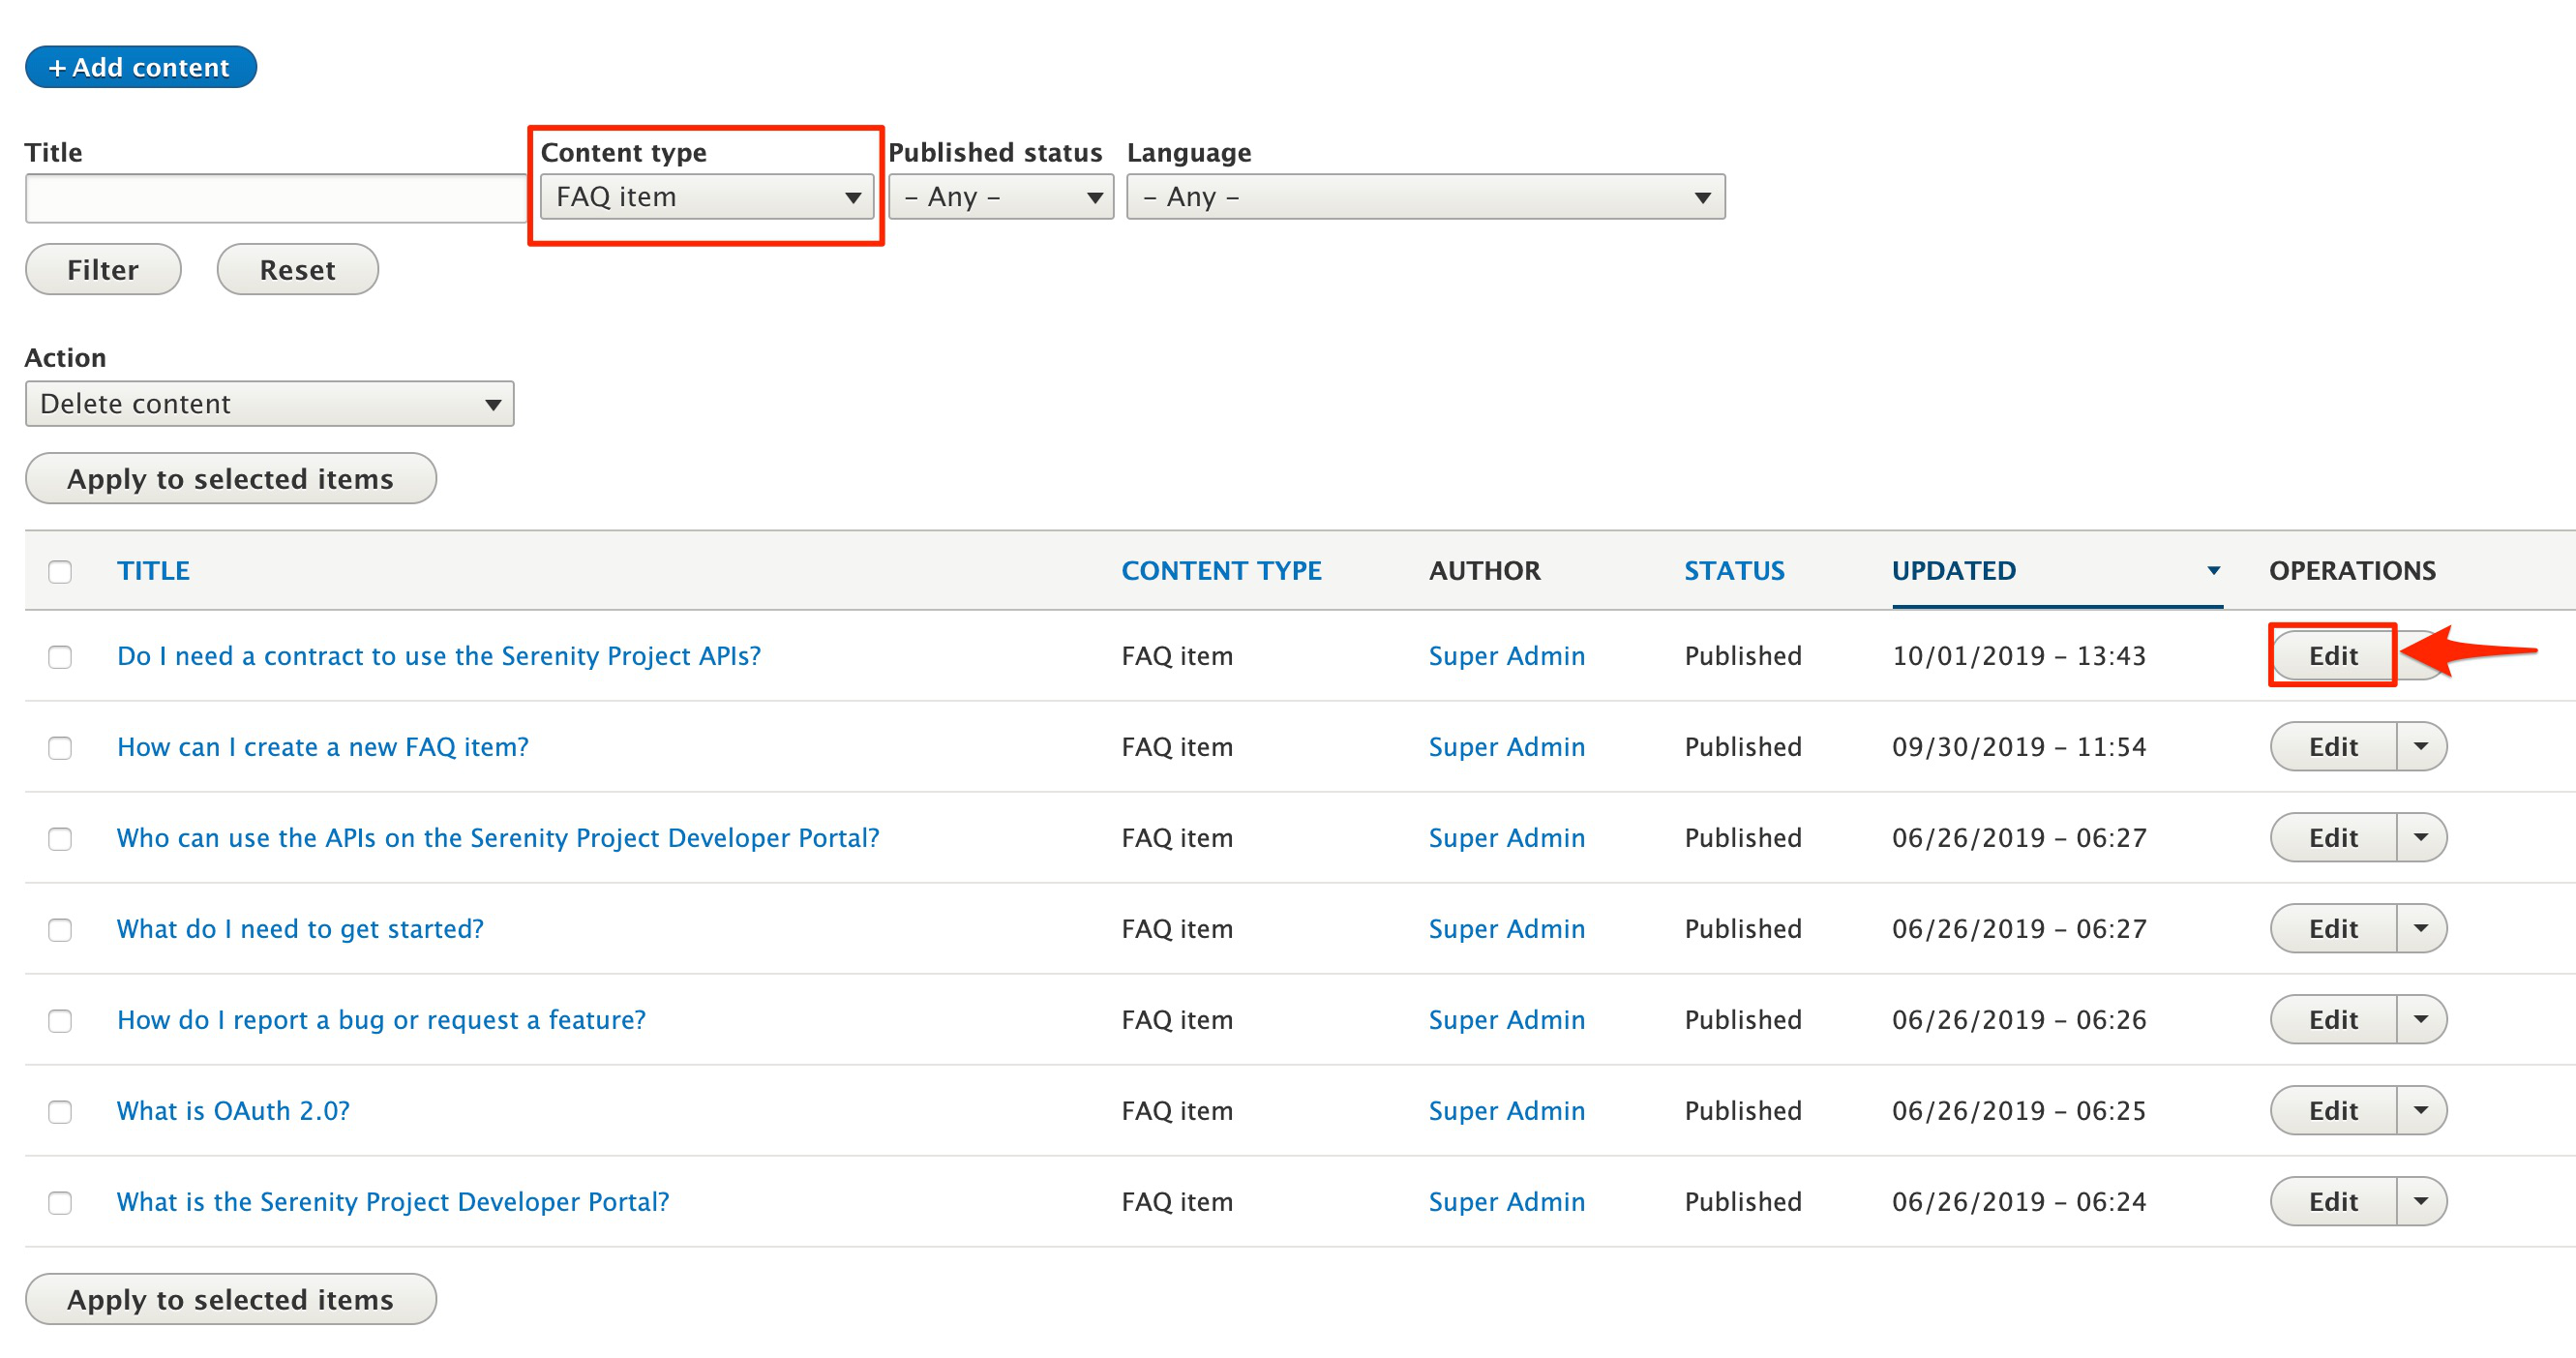 + Add content
Title Content type Published status Language
FAQ item – Any – – Any –
Filter Reset
Action
Delete content
Apply to selected items
TITLE CONTENT TYPE AUTHOR STATUS UPDATED OPERATIONS
Do I need a contract to use the Serenity Project APIs? FAQ item Super Admin Published 10/01/2019 – 13:43 Edit
How can I create a new FAQ item? FAQ item Super Admin Published 09/30/2019 – 11:54 Edit
Who can use the APIs on the Serenity Project Developer Portal? FAQ item Super Admin Published 06/26/2019 – 06:27 Edit
What do I need to get started? FAQ item Super Admin Published 06/26/2019 – 06:27 Edit
How do I report a bug or request a feature? FAQ item Super Admin Published 06/26/2019 – 06:26 Edit
What is OAuth 2.0? FAQ item Super Admin Published 06/26/2019 – 06:25 Edit
What is the Serenity Project Developer Portal? FAQ item Super Admin Published 06/26/2019 – 06:24 Edit
Apply to selected items